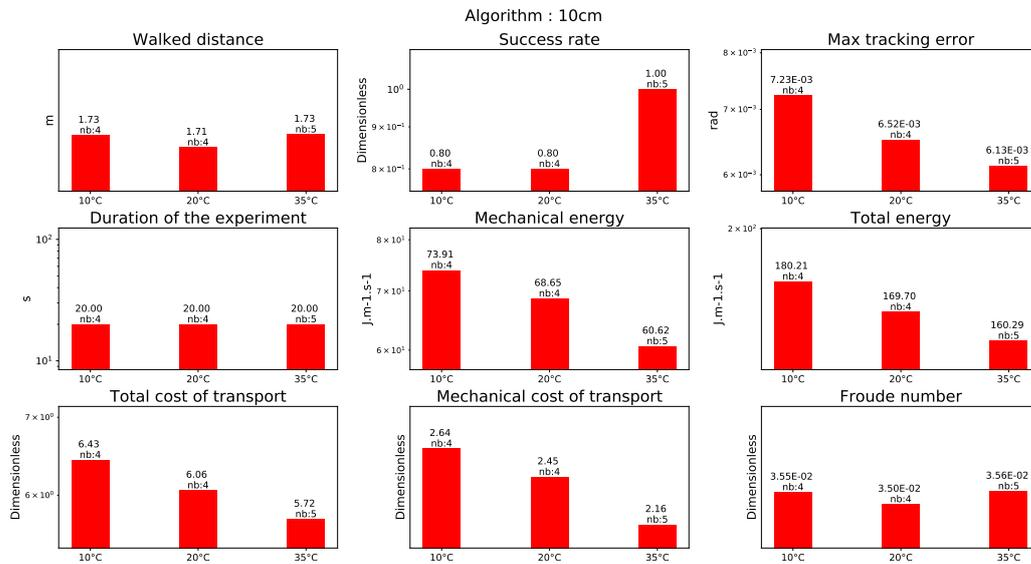 Algorithm : 10cm
Walked distance
m
1.73
nb:4
1.71
nb:4
1.73
nb:5
10°C
20°C
35°C
Success rate
Dimensionless
10⁰
9 × 10⁻¹
8 × 10⁻¹
0.80
nb:4
0.80
nb:4
1.00
nb:5
10°C
20°C
35°C
Max tracking error
rad
8 × 10⁻³
7 × 10⁻³
6 × 10⁻³
7.23E-03
nb:4
6.52E-03
nb:4
6.13E-03
nb:5
10°C
20°C
35°C
Duration of the experiment
s
10²
10¹
20.00
nb:4
20.00
nb:4
20.00
nb:5
10°C
20°C
35°C
Mechanical energy
J.m-1.s-1
8 × 10¹
7 × 10¹
6 × 10¹
73.91
nb:4
68.65
nb:4
60.62
nb:5
10°C
20°C
35°C
Total energy
J.m-1.s-1
2 × 10²
180.21
nb:4
169.70
nb:4
160.29
nb:5
10°C
20°C
35°C
Total cost of transport
Dimensionless
7 × 10⁰
6 × 10⁰
6.43
nb:4
6.06
nb:4
5.72
nb:5
10°C
20°C
35°C
Mechanical cost of transport
Dimensionless
2.64
nb:4
2.45
nb:4
2.16
nb:5
10°C
20°C
35°C
Froude number
Dimensionless
3.55E-02
nb:4
3.50E-02
nb:4
3.56E-02
nb:5
10°C
20°C
35°C